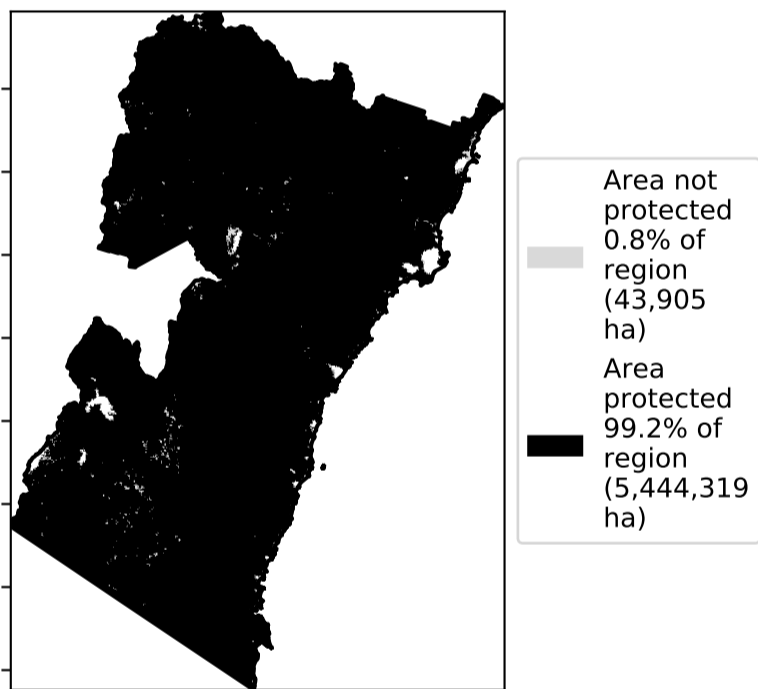 Area not
protected
0.8% of
region
(43,905
ha)
Area
protected
99.2% of
region
(5,444,319
ha)